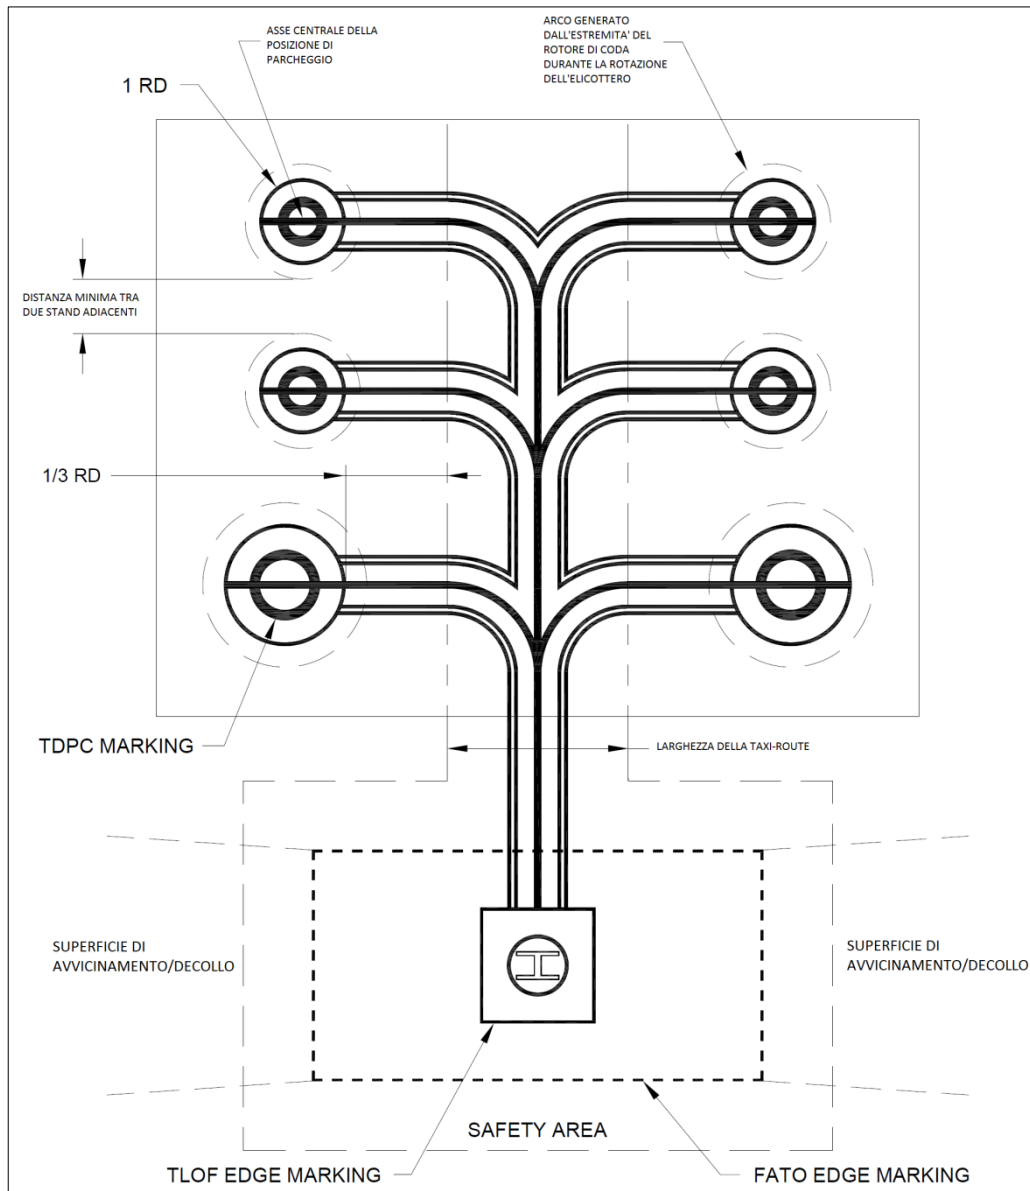 ASSE CENTRALE DELLA
POSIZIONE DI
PARCHEGGIO
ARCO GENERATO
DALL'ESTREMITA' DEL
ROTORE DI CODA
DURANTE LA ROTAZIONE
DELL'ELICOTTERO
1 RD
DISTANZA MINIMA TRA
DUE STAND ADIACENTI
1/3 RD
TDPC MARKING
LARGHEZZA DELLA TAXI-ROUTE
SUPERFICIE DI
AVVICINAMENTO/DECOLLO
SUPERFICIE DI
AVVICINAMENTO/DECOLLO
H
SAFETY AREA
TLOF EDGE MARKING
FATO EDGE MARKING